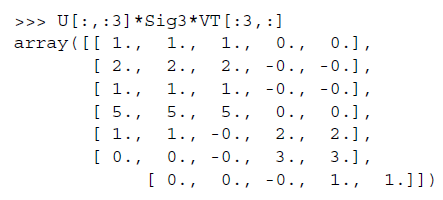 >>> U[:,:3]*Sig3*VT[:3,:]
array([[ 1., 1., 1., 0., 0.],
[ 2., 2., 2., -0., -0.],
[ 1., 1., 1., -0., -0.],
[ 5., 5., 5., 0., 0.],
[ 1., 1., -0., 2., 2.],
[ 0., 0., -0., 3., 3.],
[ 0., 0., -0., 1., 1.]])